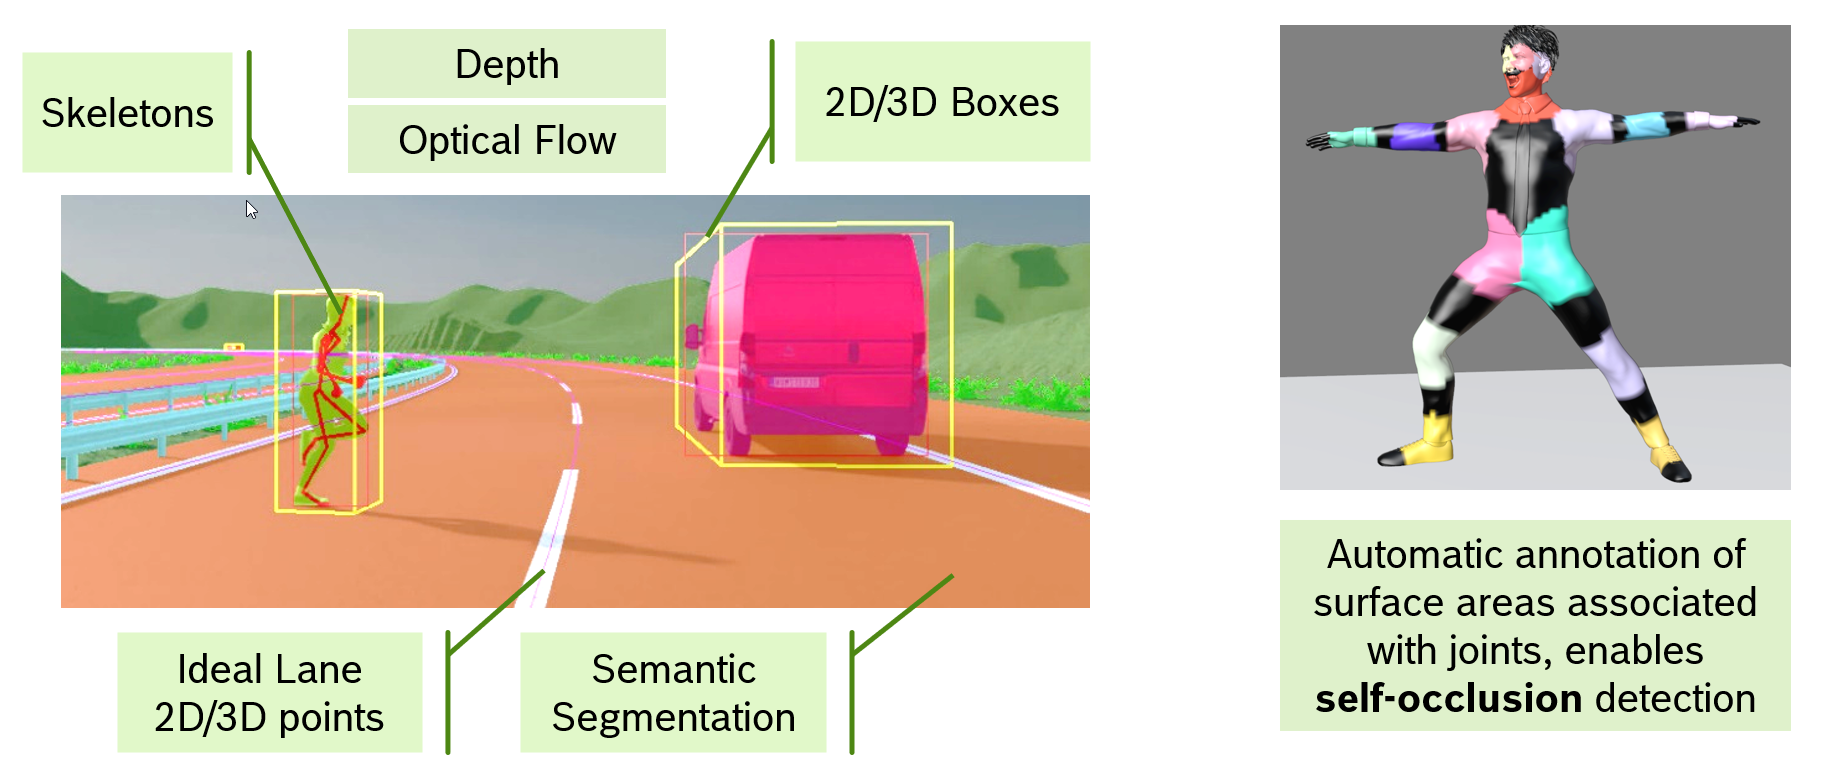 Skeletons
Depth
Optical Flow
2D/3D Boxes
Ideal Lane
2D/3D points
Semantic
Segmentation
Automatic annotation of
surface areas associated
with joints, enables
self-occlusion detection